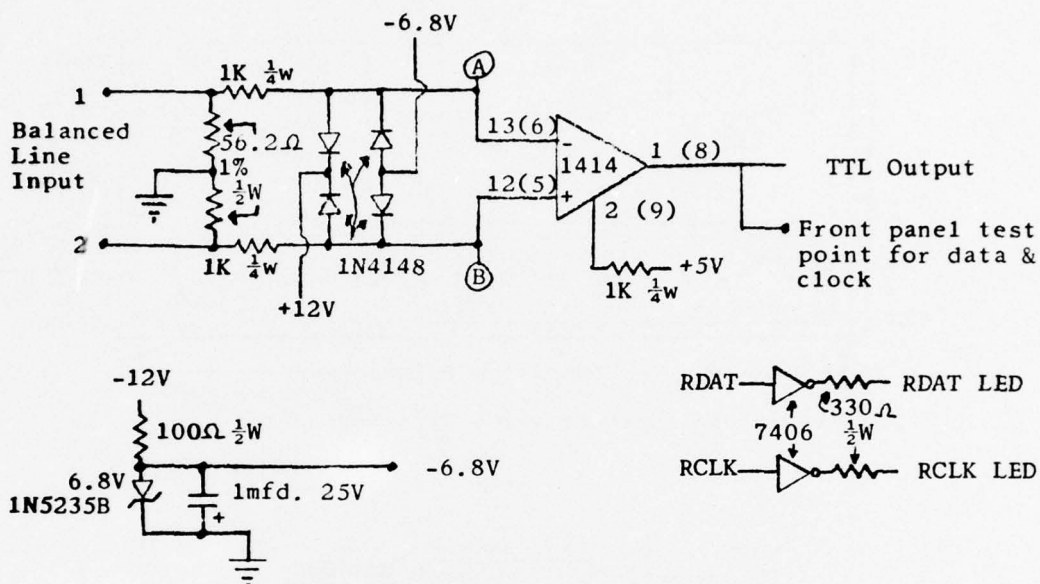 -6.8V
A
1K ¼w
1
13(6)
Balanced
Line
Input
56.2Ω
1%
½W
-
1414
+
1 (8)
TTL Output
12(5)
2 (9)
Front panel test
point for data &
clock
2
1K ¼w
1N4148
B
+5V
1K ¼w
+12V
-12V
100Ω ½W
6.8V
1N5235B
1mfd. 25V
+
-6.8V
RDAT
RDAT LED
330Ω
7406
½W
RCLK
RCLK LED